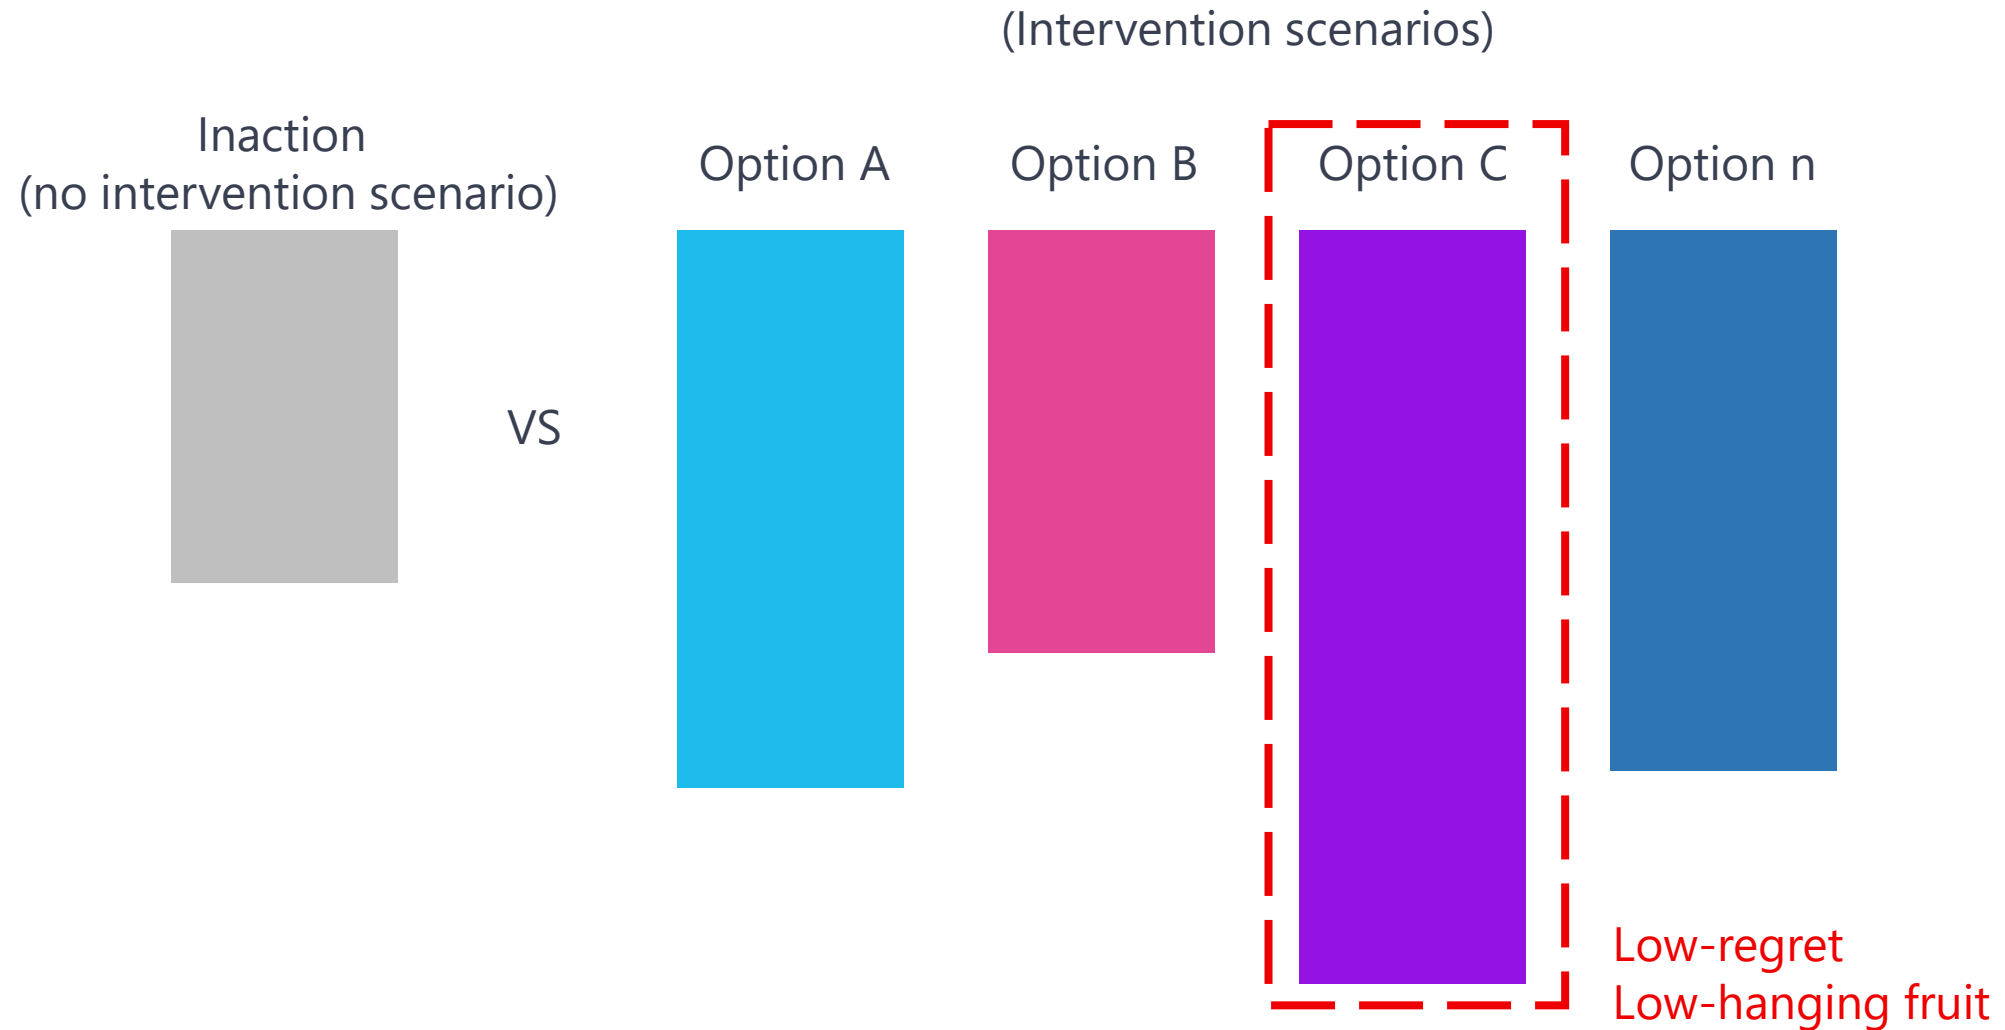 (Intervention scenarios)
Inaction
(no intervention scenario)
Option A
Option B
Option C
Option n
VS
Low-regret
Low-hanging fruit